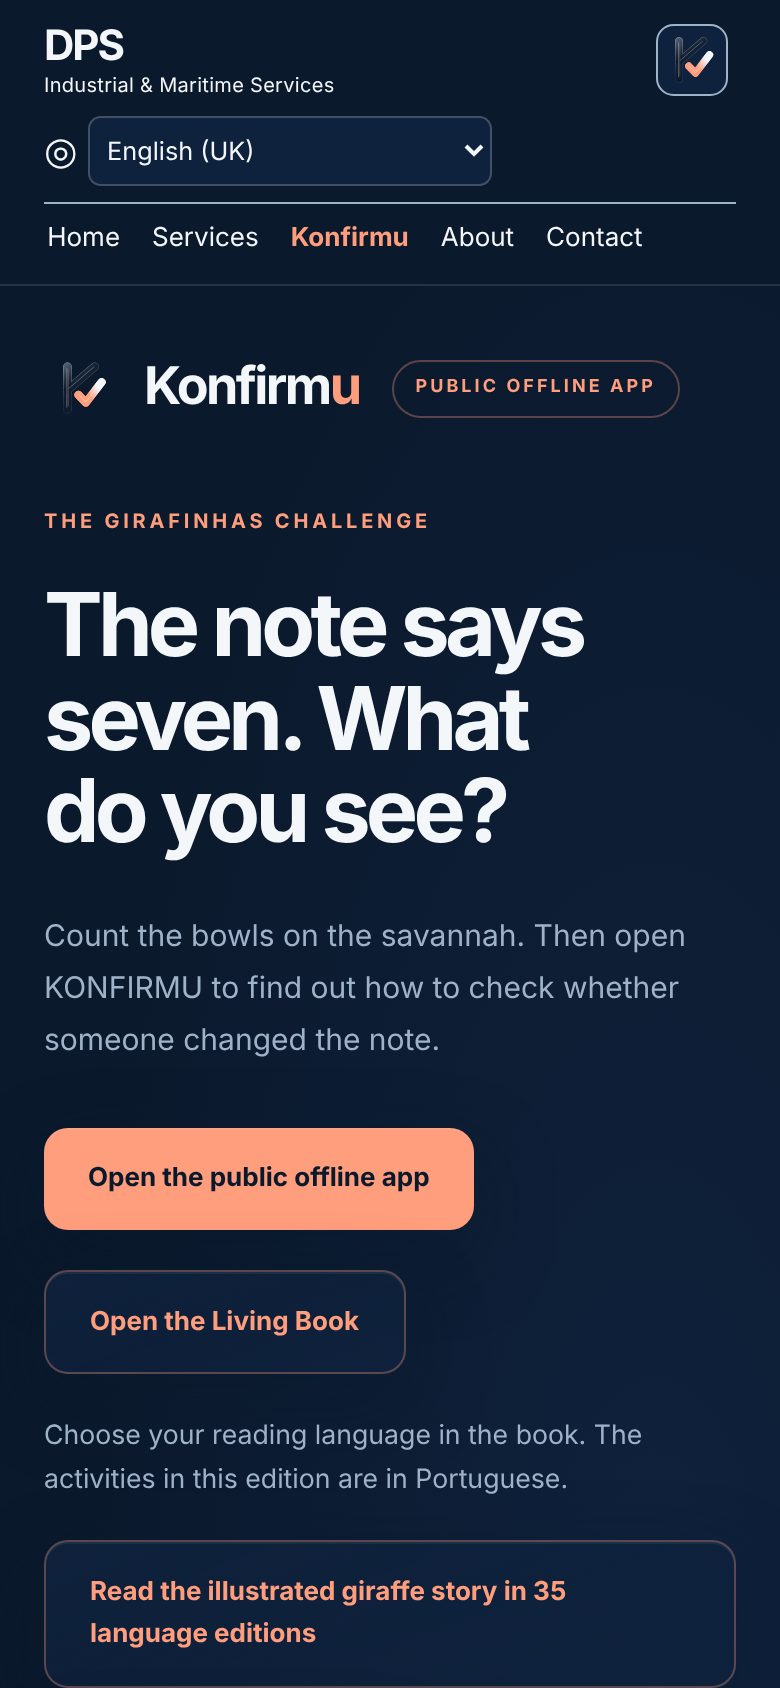 DPS
Industrial & Maritime Services
English (UK)
Home Services Konfirmu About Contact
Konfirmu PUBLIC OFFLINE APP
THE GIRAFINHAS CHALLENGE
The note says
seven. What
do you see?
Count the bowls on the savannah. Then open
KONFIRMU to find out how to check whether
someone changed the note.
Open the public offline app
Open the Living Book
Choose your reading language in the book. The
activities in this edition are in Portuguese.
Read the illustrated giraffe story in 35
language editions